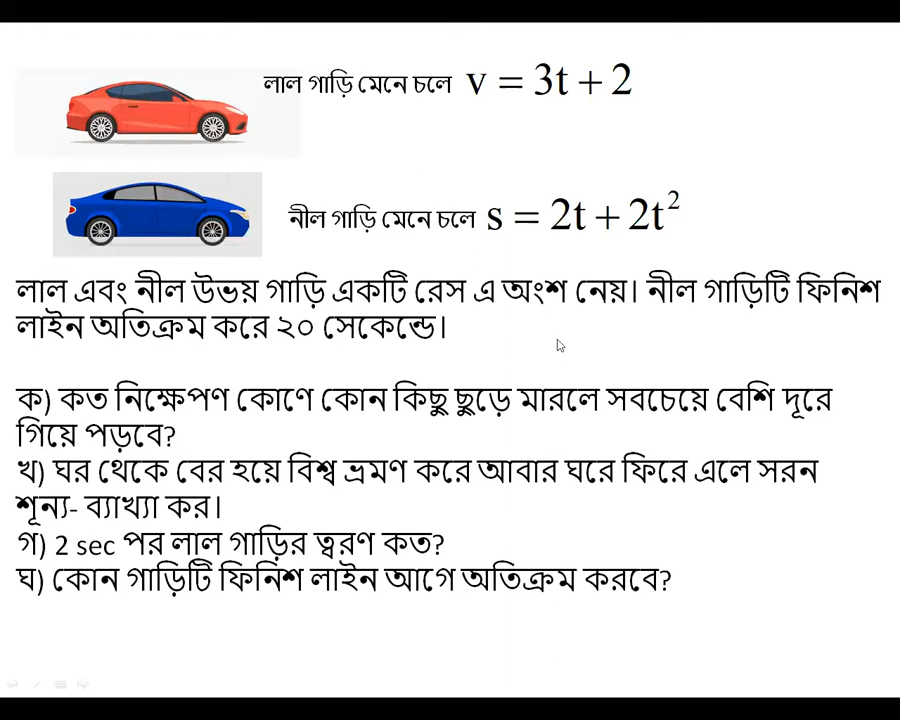 লাল গাড়ি মেনে চলে v = 3t + 2
নীল গাড়ি মেনে চলে s = 2t + 2t²
লাল এবং নীল উভয় গাড়ি একটি রেস এ অংশ নেয়। নীল গাড়িটি ফিনিশ
লাইন অতিক্রম করে ২০ সেকেন্ডে।
ক) কত নিক্ষেপণ কোণে কোন কিছু ছুড়ে মারলে সবচেয়ে বেশি দূরে
গিয়ে পড়বে?
খ) ঘর থেকে বের হয়ে বিশ্ব ভ্রমণ করে আবার ঘরে ফিরে এলে সরন
শূন্য- ব্যাখ্যা কর।
গ) 2 sec পর লাল গাড়ির ত্বরণ কত?
ঘ) কোন গাড়িটি ফিনিশ লাইন আগে অতিক্রম করবে?